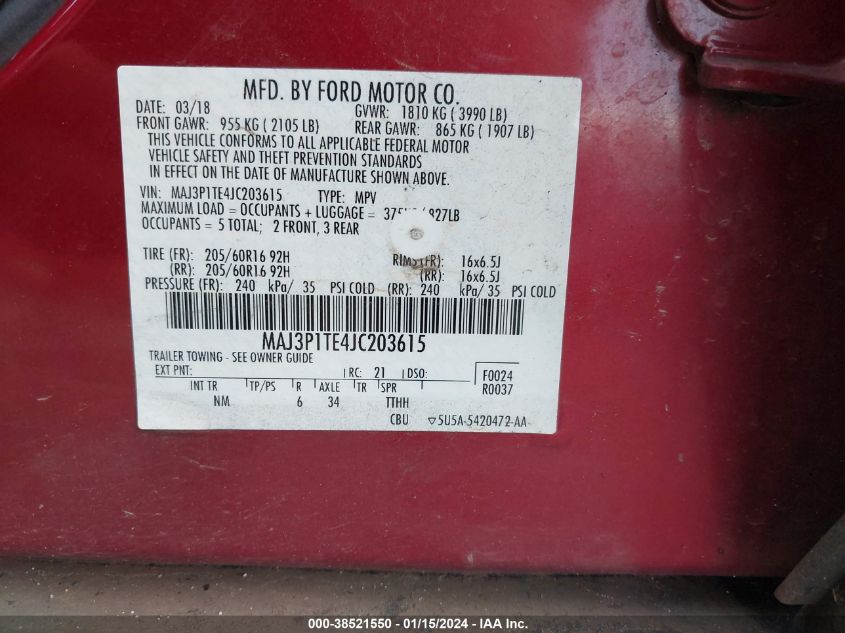 MFD. BY FORD MOTOR CO.
DATE: 03/18 GVWR: 1810 KG ( 3990 LB)
FRONT GAWR: 955 KG ( 2105 LB) REAR GAWR: 865 KG ( 1907 LB)
THIS VEHICLE CONFORMS TO ALL APPLICABLE FEDERAL MOTOR
VEHICLE SAFETY AND THEFT PREVENTION STANDARDS
IN EFFECT ON THE DATE OF MANUFACTURE SHOWN ABOVE.
VIN: MAJ3P1TE4JC203615 TYPE: MPV
MAXIMUM LOAD = OCCUPANTS + LUGGAGE = 827LB
OCCUPANTS = 5 TOTAL; 2 FRONT, 3 REAR
TIRE (FR): 205/60R16 92H RIMS(FR): 16x6.5J
(RR): 205/60R16 92H (RR): 16x6.5J
PRESSURE (FR): 240 kPa/ 35 PSI COLD (RR): 240 kPa/ 35 PSI COLD
MAJ3P1TE4JC203615
TRAILER TOWING - SEE OWNER GUIDE
EXT PNT: RC: 21 DSO: F0024
INT TR TP/PS R AXLE TR SPR R0037
NM 6 34 TTHH
CBU ▽5U5A-5420472-AA
000-38521550 - 01/15/2024 - IAAI.com